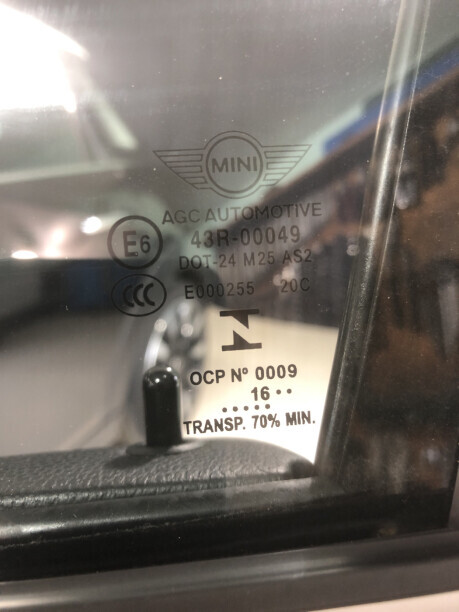 MINI
AGC AUTOMOTIVE
E6
43R-00049
DOT-24 M25 AS2
CCC
E000255 20C
OCP Nº 0009
16 ••
•••••
TRANSP. 70% MIN.